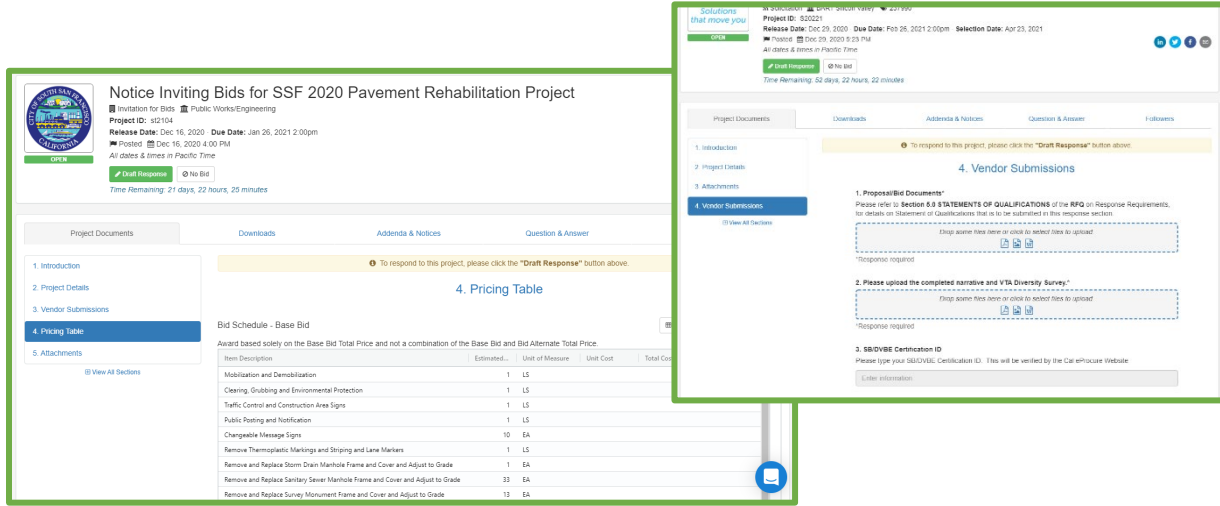 Notice Inviting Bids for SSF 2020 Pavement Rehabilitation Project
Invitation for Bids Public Works/Engineering
Project ID: st2104
Release Date: Dec 16, 2020 · Due Date: Jan 26, 2021 2:00pm
Posted Dec 16, 2020 4:00 PM
All dates & times in Pacific Time
CITY OF SOUTH SAN FRANCISCO
CALIFORNIA
OPEN
Draft Response No Bid
Time Remaining: 21 days, 22 hours, 25 minutes
Project Documents Downloads Addenda & Notices Question & Answer
1. Introduction
2. Project Details
3. Vendor Submissions
4. Pricing Table
5. Attachments
View All Sections
To respond to this project, please click the "Draft Response" button above.
4. Pricing Table
Bid Schedule - Base Bid
Award based solely on the Base Bid Total Price and not a combination of the Base Bid and Bid Alternate Total Price.
Item Description Estimated... Unit of Measure Unit Cost Total Cos
Mobilization and Demobilization 1 LS
Clearing, Grubbing and Environmental Protection 1 LS
Traffic Control and Construction Area Signs 1 LS
Public Posting and Notification 1 LS
Changeable Message Signs 10 EA
Remove Thermoplastic Markings and Striping and Lane Markers 1 LS
Remove and Replace Storm Drain Manhole Frame and Cover and Adjust to Grade 1 EA
Remove and Replace Sanitary Sewer Manhole Frame and Cover and Adjust to Grade 33 EA
Remove and Replace Survey Monument Frame and Cover and Adjust to Grade 13 EA
Solutions
that move you
OPEN
Silicon Valley
Project ID: S20221
Release Date: Dec 29, 2020 · Due Date: Feb 26, 2021 2:00pm · Selection Date: Apr 23, 2021
Posted Dec 29, 2020 5:23 PM
All dates & times in Pacific Time
Draft Response No Bid
Time Remaining: 52 days, 22 hours, 22 minutes
Project Documents Downloads Addenda & Notices Question & Answer Followers
1. Introduction
2. Project Details
3. Attachments
4. Vendor Submissions
View All Sections
To respond to this project, please click the "Draft Response" button above.
4. Vendor Submissions
1. Proposal/Bid Documents*
Please refer to Section 5.0 STATEMENTS OF QUALIFICATIONS of the RFQ on Response Requirements,
for details on Statement of Qualifications that is to be submitted in this response section.
Drop some files here or click to select files to upload
*Response required
2. Please upload the completed narrative and VTA Diversity Survey.*
Drop some files here or click to select files to upload
*Response required
3. SB/DVBE Certification ID
Please type your SB/DVBE Certification ID. This will be verified by the Cal eProcure Website.
Enter information.